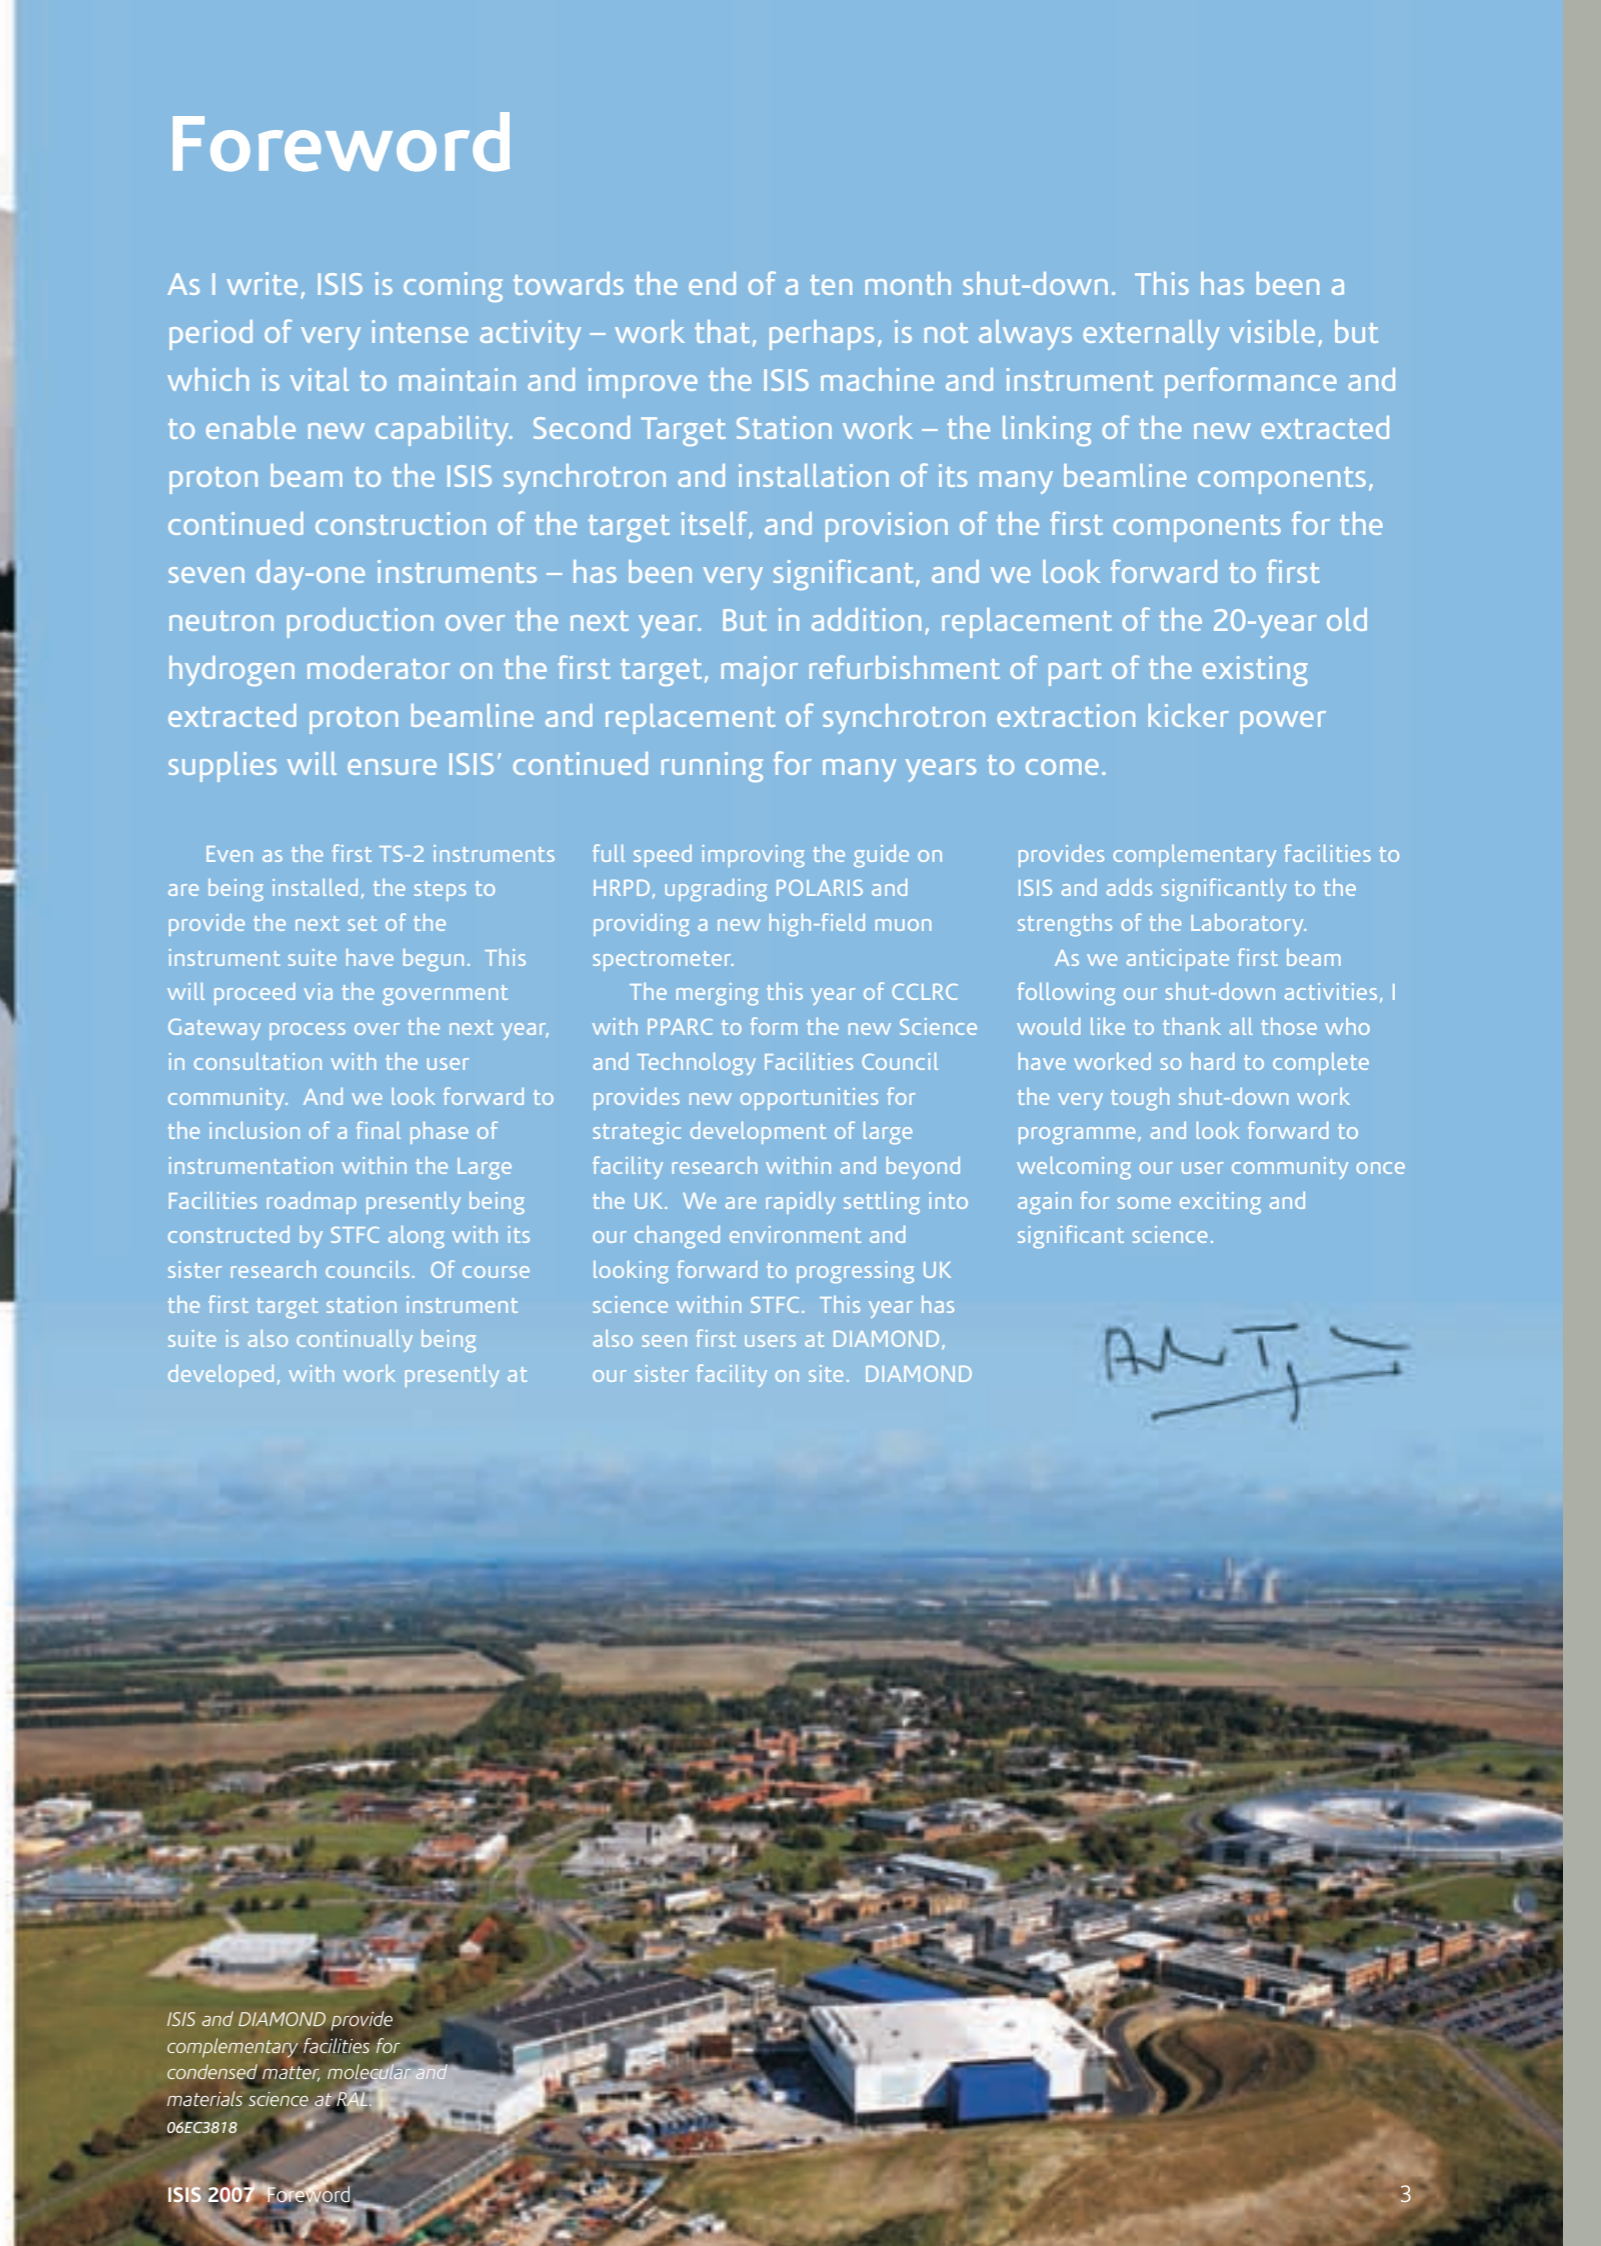 Foreword
As I write, ISIS is coming towards the end of a ten month shut-down. This has been a
period of very intense activity – work that, perhaps, is not always externally visible, but
which is vital to maintain and improve the ISIS machine and instrument performance and
to enable new capability. Second Target Station work – the linking of the new extracted
proton beam to the ISIS synchrotron and installation of its many beamline components,
continued construction of the target itself, and provision of the first components for the
seven day-one instruments – has been very significant, and we look forward to first
neutron production over the next year. But in addition, replacement of the 20-year old
hydrogen moderator on the first target, major refurbishment of part of the existing
extracted proton beamline and replacement of synchrotron extraction kicker power
supplies will ensure ISIS’ continued running for many years to come.
Even as the first TS-2 instruments
are being installed, the steps to
provide the next set of the
instrument suite have begun. This
will proceed via the government
Gateway process over the next year,
in consultation with the user
community. And we look forward to
the inclusion of a final phase of
instrumentation within the Large
Facilities roadmap presently being
constructed by STFC along with its
sister research councils. Of course
the first target station instrument
suite is also continually being
developed, with work presently at
full speed improving the guide on
HRPD, upgrading POLARIS and
providing a new high-field muon
spectrometer.
The merging this year of CCLRC
with PPARC to form the new Science
and Technology Facilities Council
provides new opportunities for
strategic development of large
facility research within and beyond
the UK. We are rapidly settling into
our changed environment and
looking forward to progressing UK
science within STFC. This year has
also seen first users at DIAMOND,
our sister facility on site. DIAMOND
provides complementary facilities to
ISIS and adds significantly to the
strengths of the Laboratory.
As we anticipate first beam
following our shut-down activities, I
would like to thank all those who
have worked so hard to complete
the very tough shut-down work
programme, and look forward to
welcoming our user community once
again for some exciting and
significant science.
ISIS and DIAMOND provide
complementary facilities for
condensed matter, molecular and
materials science at RAL.
06EC3818
ISIS 2007 Foreword
3